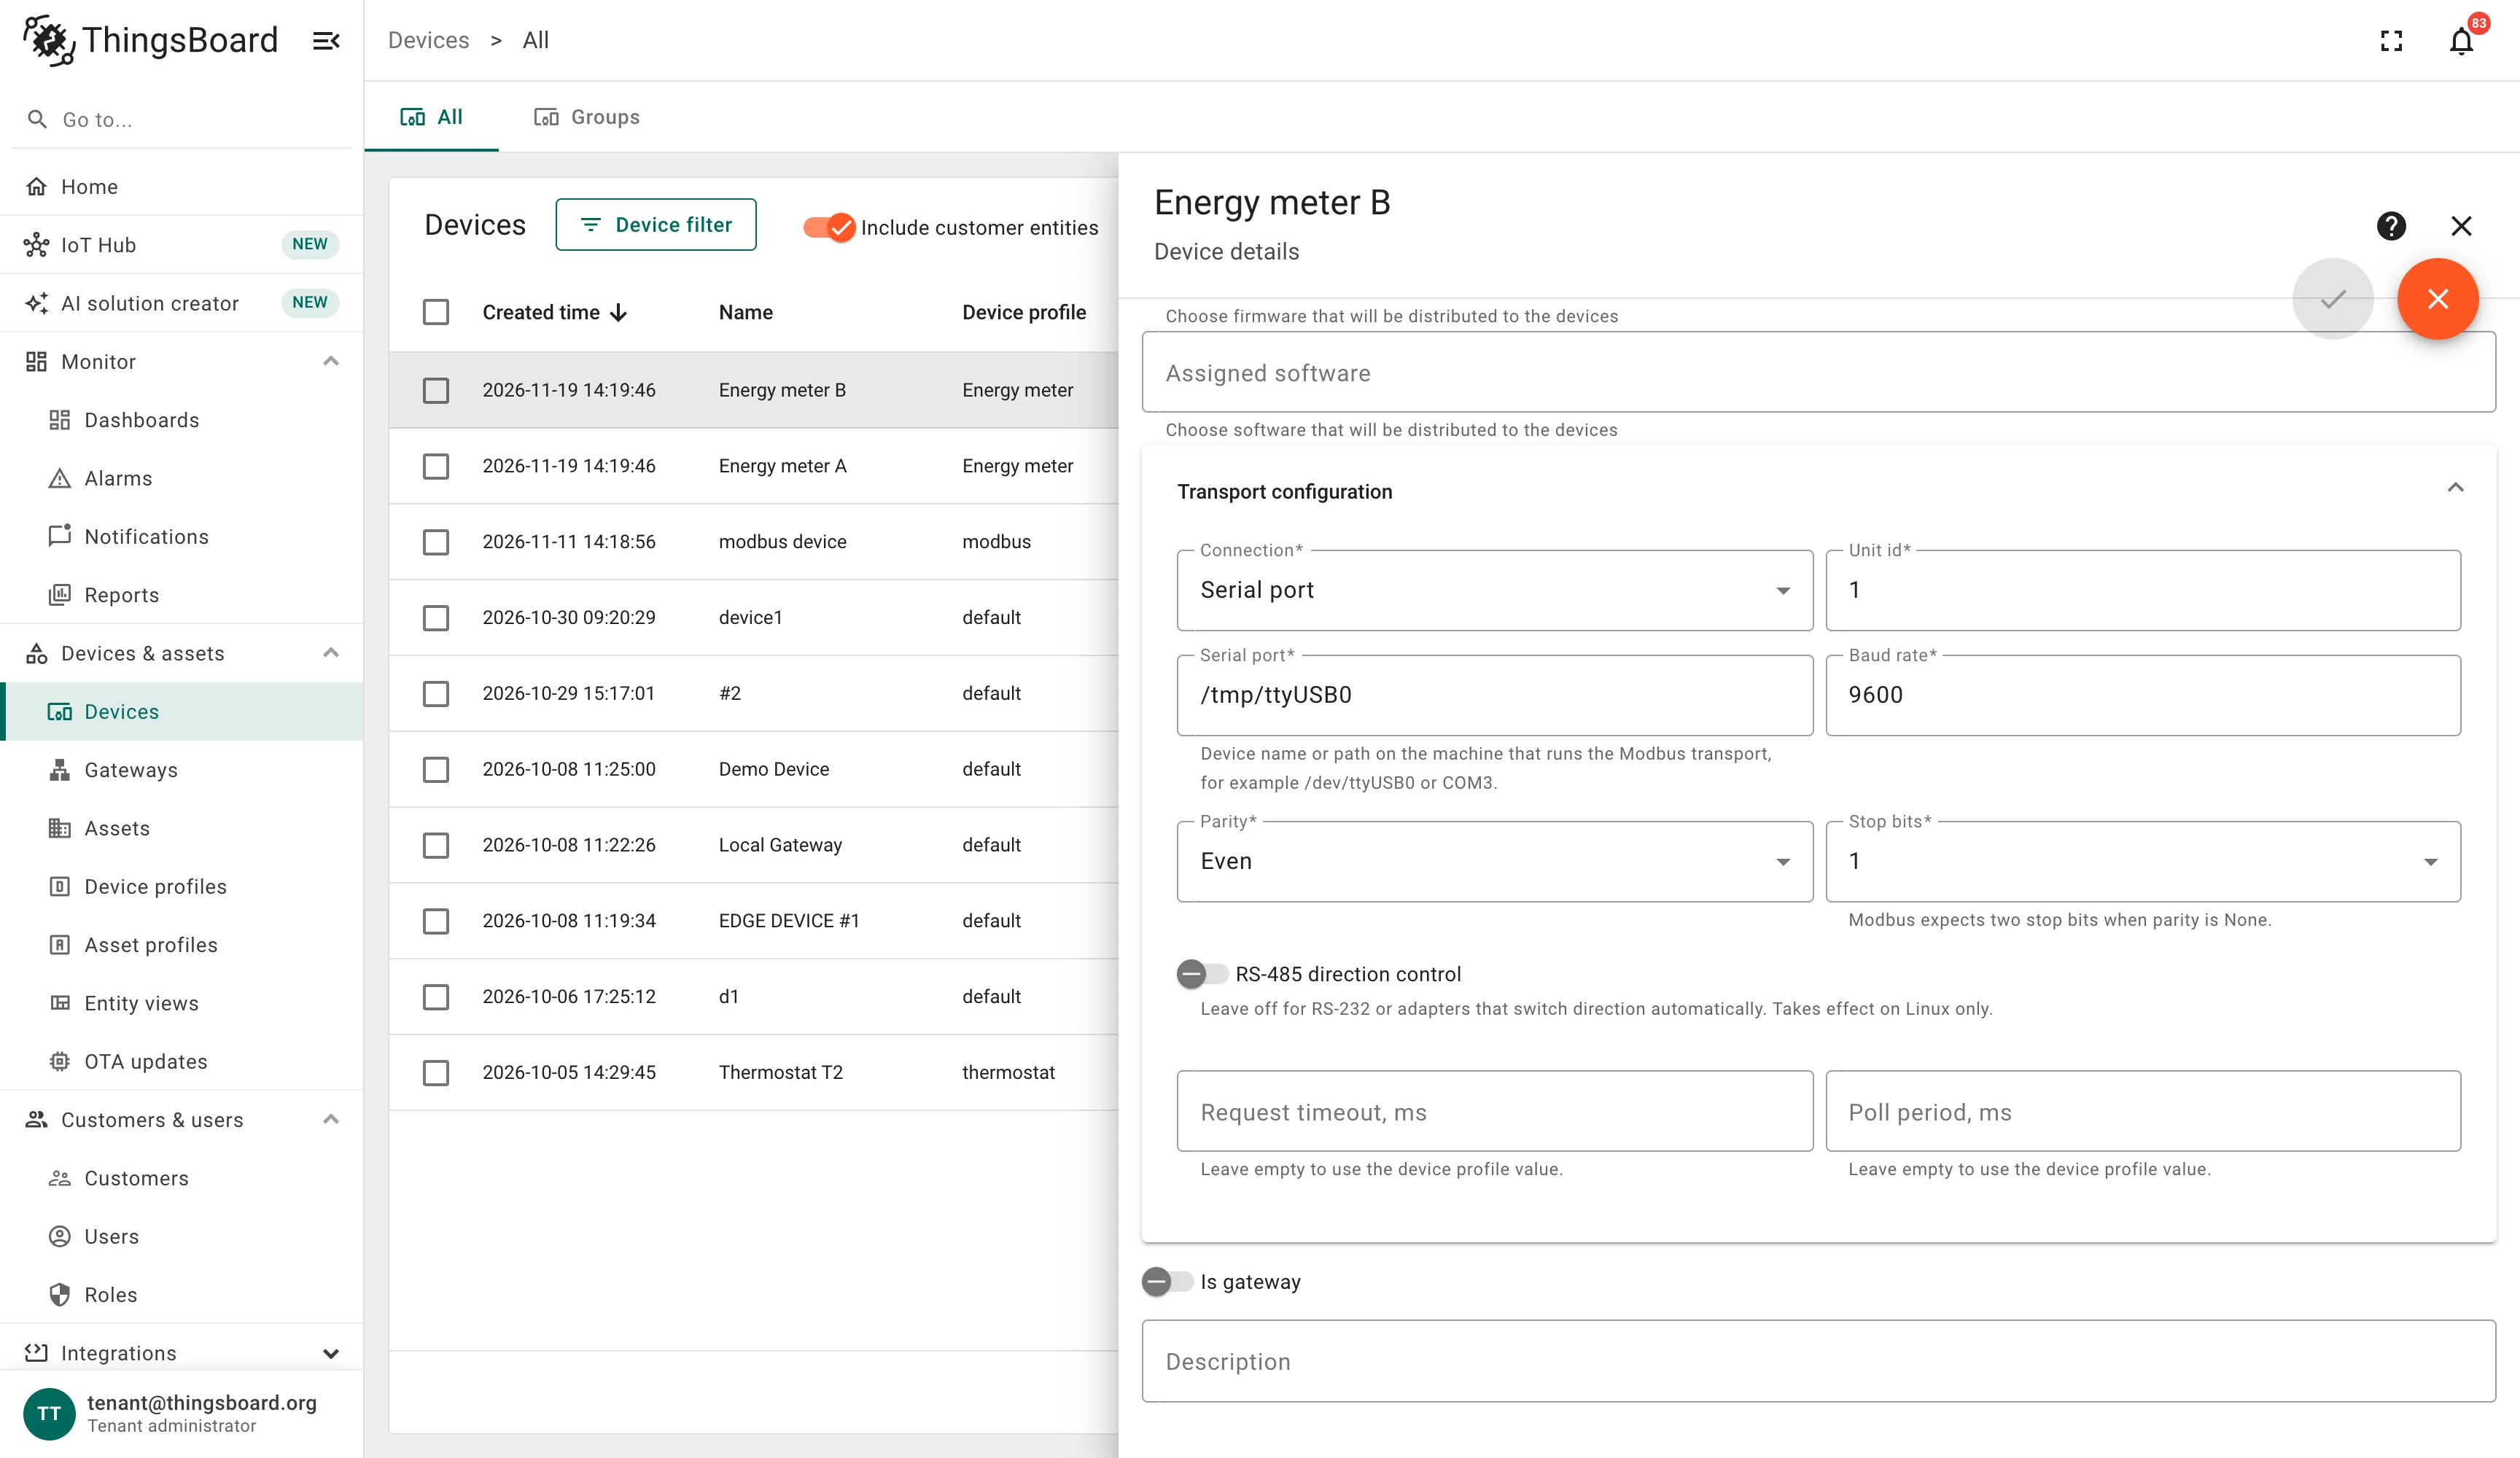 ThingsBoard
Go to...
Home
IoT Hub NEW
AI solution creator NEW
Monitor
Dashboards
Alarms
Notifications
Reports
Devices & assets
Devices
Gateways
Assets
Device profiles
Asset profiles
Entity views
OTA updates
Customers & users
Customers
Users
Roles
Integrations
TT
tenant@thingsboard.org
Tenant administrator
Devices > All
83
All
Groups
Devices
Device filter
Include customer entities
Created time Name Device profile
2026-11-19 14:19:46 Energy meter B Energy meter
2026-11-19 14:19:46 Energy meter A Energy meter
2026-11-11 14:18:56 modbus device modbus
2026-10-30 09:20:29 device1 default
2026-10-29 15:17:01 #2 default
2026-10-08 11:25:00 Demo Device default
2026-10-08 11:22:26 Local Gateway default
2026-10-08 11:19:34 EDGE DEVICE #1 default
2026-10-06 17:25:12 d1 default
2026-10-05 14:29:45 Thermostat T2 thermostat
Energy meter B
Device details
Choose firmware that will be distributed to the devices
Assigned software
Choose software that will be distributed to the devices
Transport configuration
Connection*
Serial port
Unit id*
1
Serial port*
/tmp/ttyUSB0
Baud rate*
9600
Device name or path on the machine that runs the Modbus transport,
for example /dev/ttyUSB0 or COM3.
Parity*
Even
Stop bits*
1
Modbus expects two stop bits when parity is None.
RS-485 direction control
Leave off for RS-232 or adapters that switch direction automatically. Takes effect on Linux only.
Request timeout, ms
Poll period, ms
Leave empty to use the device profile value.
Leave empty to use the device profile value.
Is gateway
Description